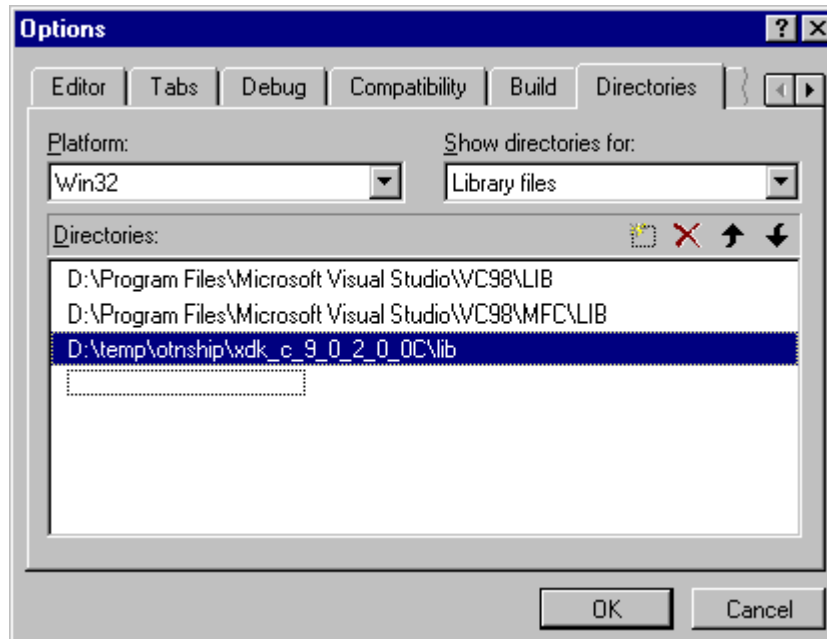 Options
Editor Tabs Debug Compatibility Build Directories
Platform: Show directories for:
Win32 Library files
Directories:
D:\Program Files\Microsoft Visual Studio\VC98\LIB
D:\Program Files\Microsoft Visual Studio\VC98\MFC\LIB
D:\temp\otnship\xdk_c_9_0_2_0_0C\lib
OK Cancel